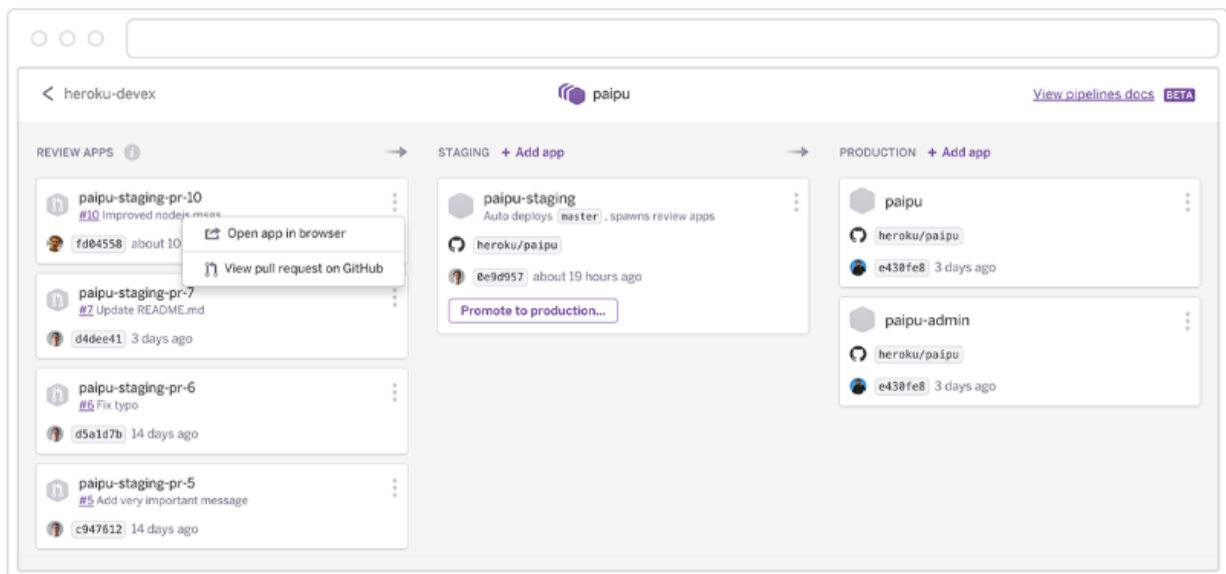 heroku-devex
paipu
View pipelines docs BETA
REVIEW APPS
paipu-staging-pr-10
#10 Improved nodejs msgs
fd04558 about 10
Open app in browser
View pull request on GitHub
paipu-staging-pr-7
#7 Update README.md
d4dee41 3 days ago
paipu-staging-pr-6
#6 Fix typo
d5a1d7b 14 days ago
paipu-staging-pr-5
#5 Add very important message
c947612 14 days ago
STAGING + Add app
paipu-staging
Auto deploys master, spawns review apps
heroku/paipu
0e9d957 about 19 hours ago
Promote to production...
PRODUCTION + Add app
paipu
heroku/paipu
e430fe8 3 days ago
paipu-admin
heroku/paipu
e430fe8 3 days ago